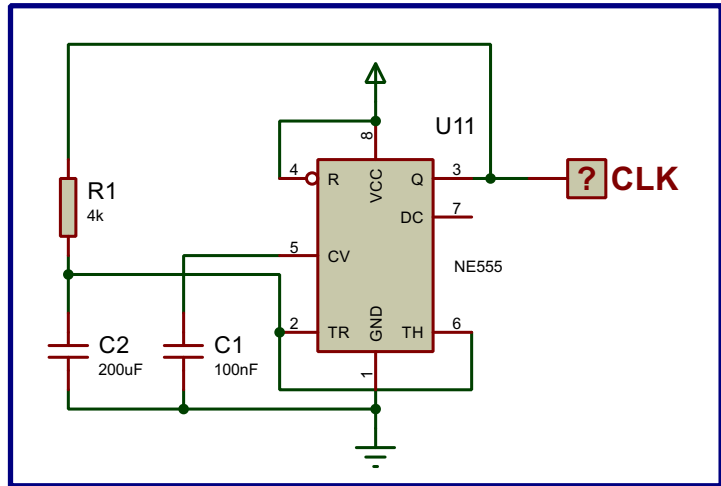 U11
8
VCC
4
R
Q
3
? CLK
DC
7
R1
4k
5
CV
NE555
2
TR
GND
TH
6
C2
200uF
C1
100nF
1